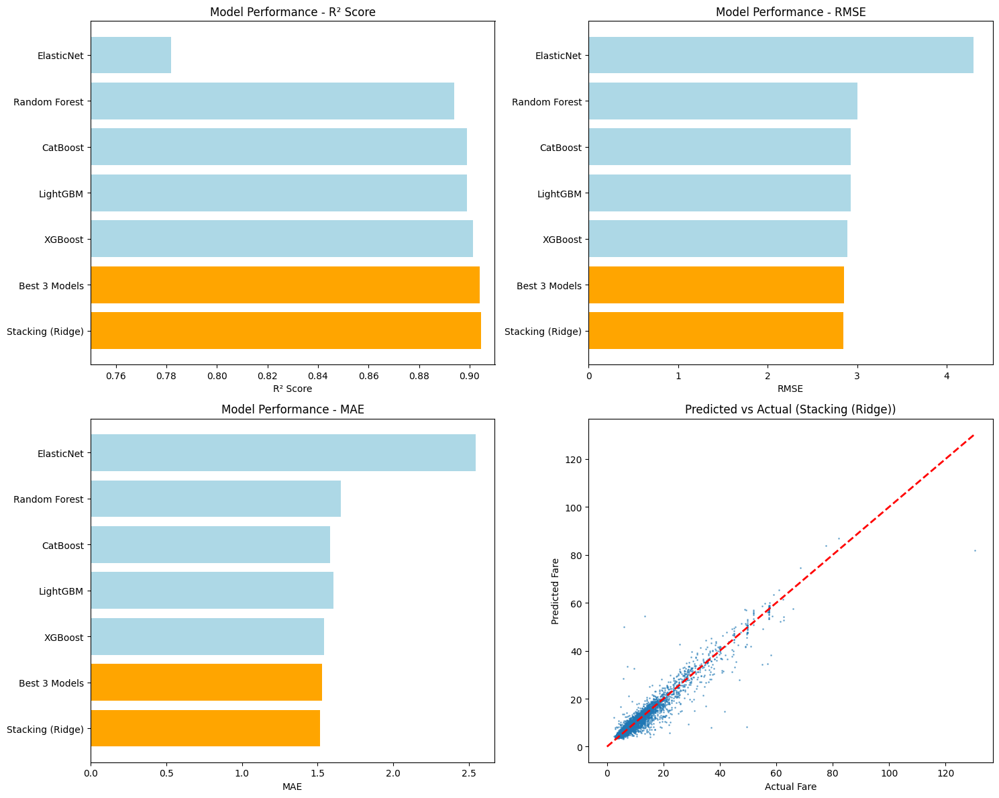 Model Performance - R² Score
ElasticNet
Random Forest
CatBoost
LightGBM
XGBoost
Best 3 Models
Stacking (Ridge)
0.76 0.78 0.80 0.82 0.84 0.86 0.88 0.90
R² Score
Model Performance - RMSE
ElasticNet
Random Forest
CatBoost
LightGBM
XGBoost
Best 3 Models
Stacking (Ridge)
0 1 2 3 4
RMSE
Model Performance - MAE
ElasticNet
Random Forest
CatBoost
LightGBM
XGBoost
Best 3 Models
Stacking (Ridge)
0.0 0.5 1.0 1.5 2.0 2.5
MAE
Predicted vs Actual (Stacking (Ridge))
Predicted Fare
120
100
80
60
40
20
0
0 20 40 60 80 100 120
Actual Fare